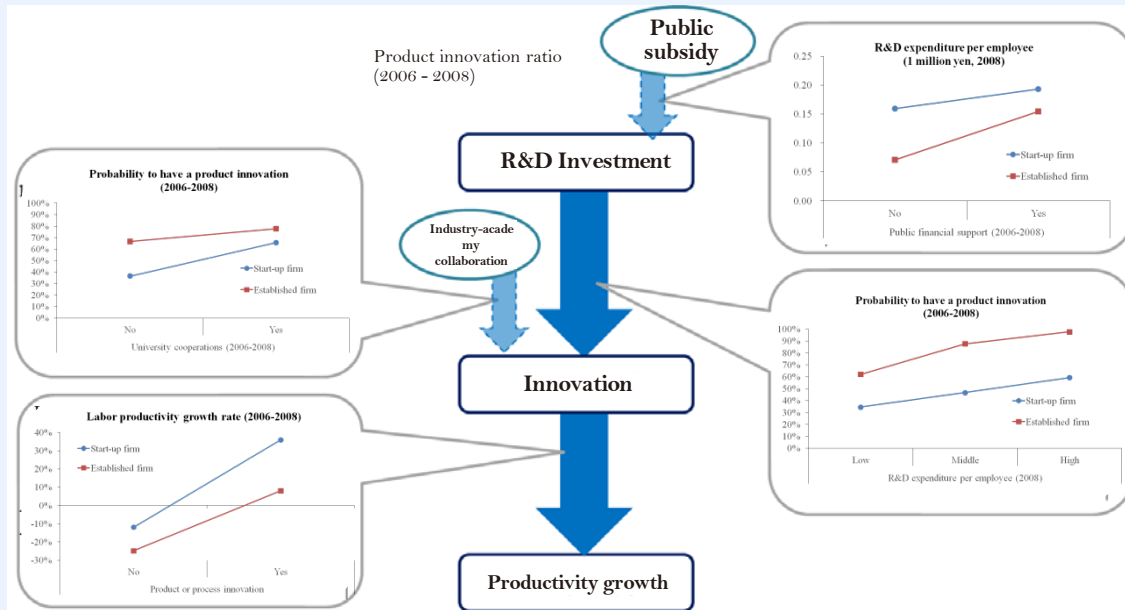 Product innovation ratio
(2006 - 2008)
Public
subsidy
R&D expenditure per employee
(1 million yen, 2008)
0.25
0.20
0.15
0.10
0.05
0.00
Start-up firm
Established firm
No
Yes
Public financial support (2006-2008)
R&D Investment
Probability to have a product innovation
(2006-2008)
100%
90%
80%
70%
60%
50%
40%
30%
20%
10%
0%
Start-up firm
Established firm
No
Yes
University cooperations (2006-2008)
Industry-acade
my
collaboration
Probability to have a product innovation
(2006-2008)
100%
90%
80%
70%
60%
50%
40%
30%
20%
10%
0%
Start-up firm
Established firm
Low
Middle
High
R&D expenditure per employee (2008)
Innovation
Labor productivity growth rate (2006-2008)
40%
30%
20%
10%
0%
-10%
-20%
-30%
Start-up firm
Established firm
No
Yes
Product or process innovation
Productivity growth